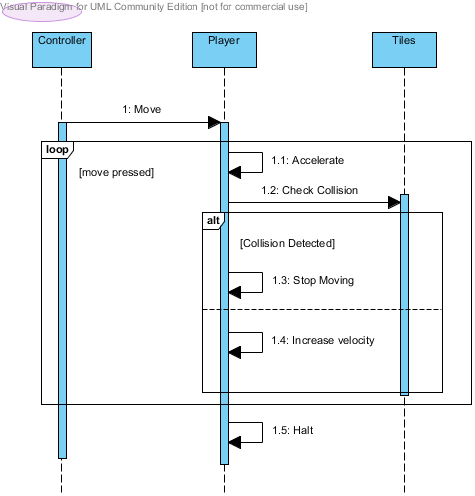 Visual Paradigm for UML Community Edition [not for commercial use]
Controller
Player
Tiles
1: Move
loop
[move pressed]
1.1: Accelerate
1.2: Check Collision
alt
[Collision Detected]
1.3: Stop Moving
1.4: Increase velocity
1.5: Halt